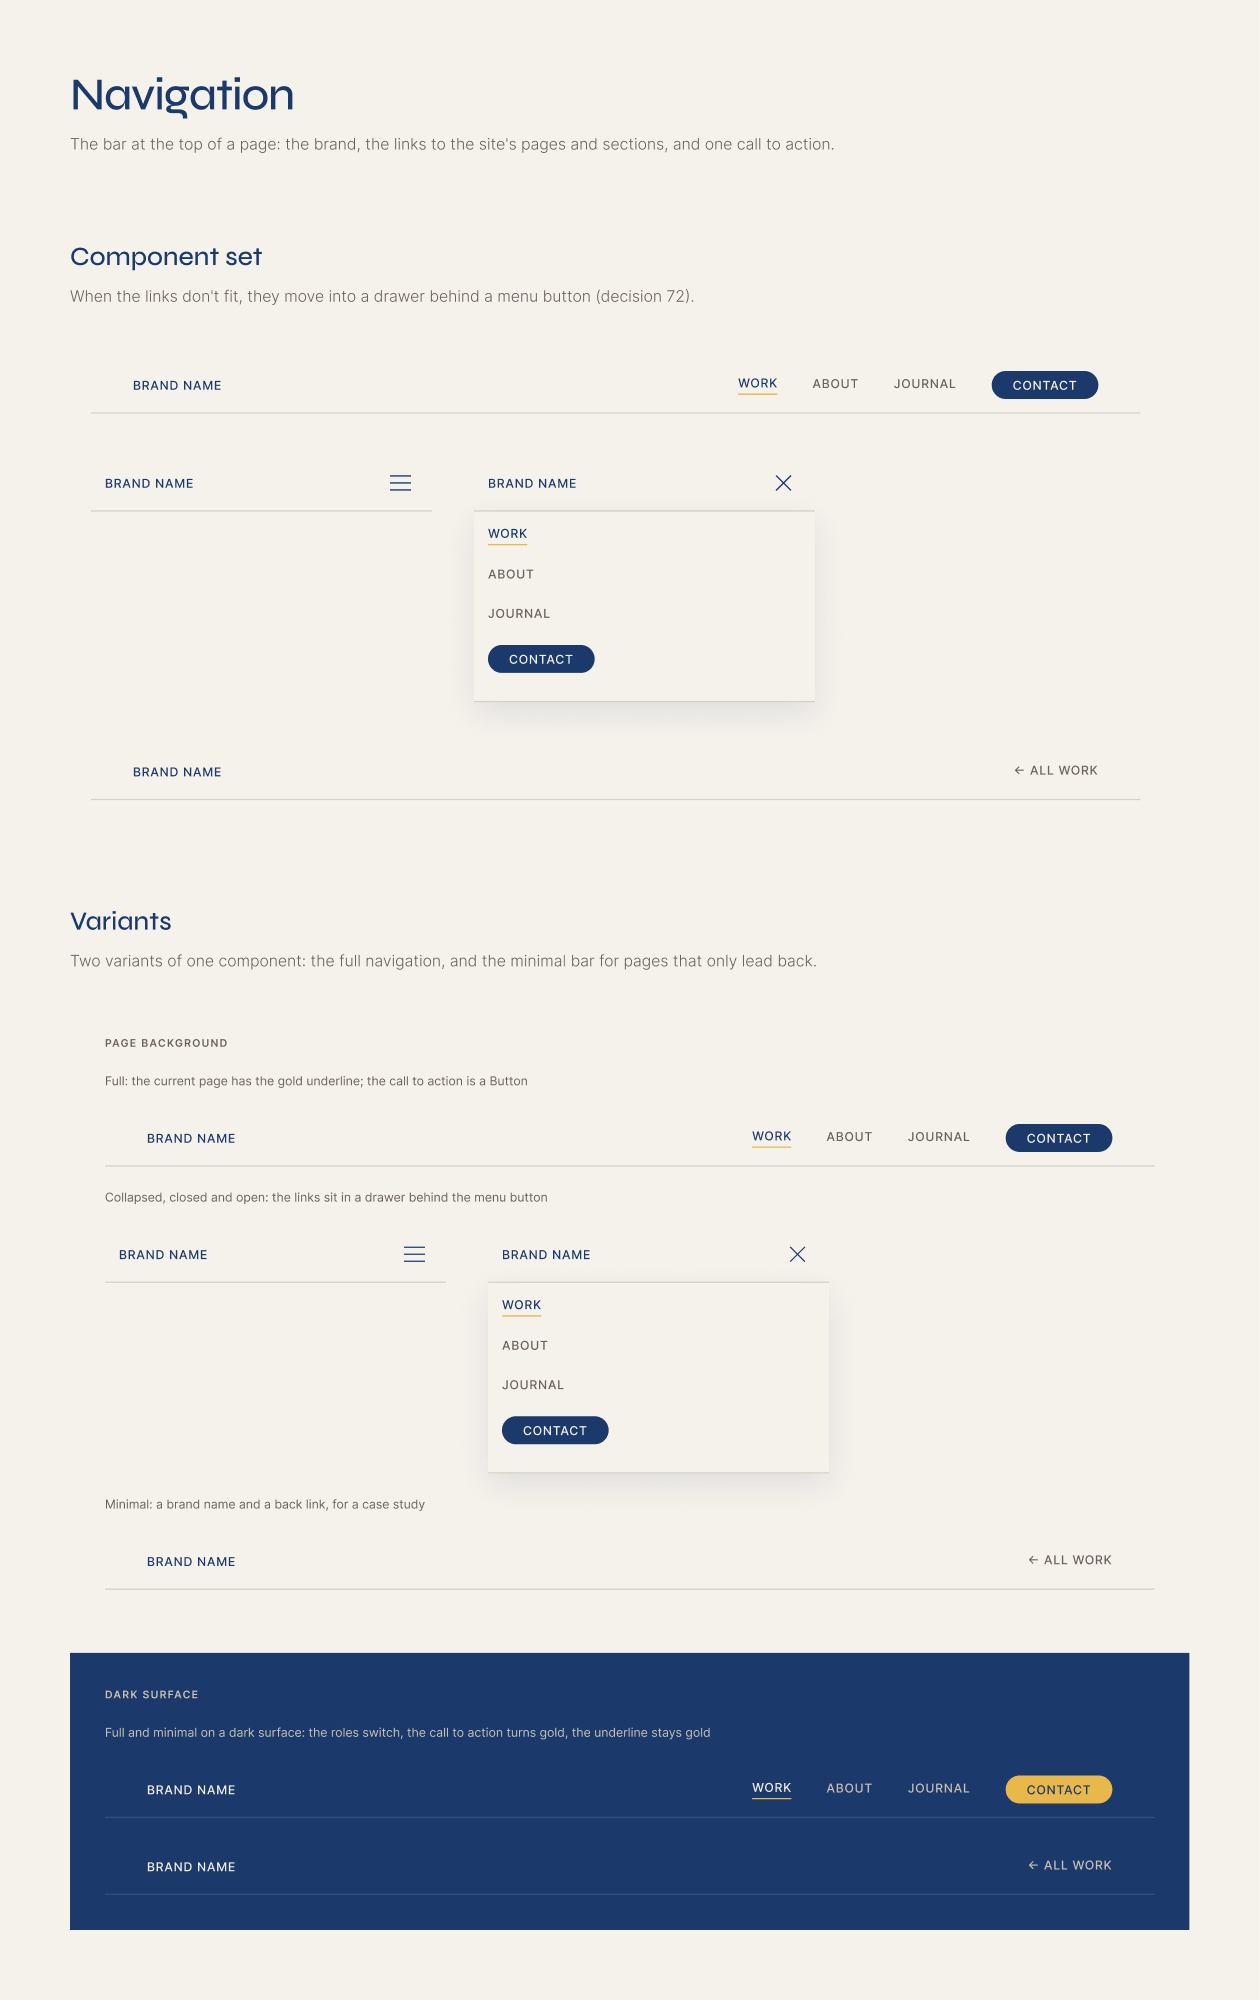 Navigation
The bar at the top of a page: the brand, the links to the site's pages and sections, and one call to action.
Component set
When the links don't fit, they move into a drawer behind a menu button (decision 72).
BRAND NAME WORK ABOUT JOURNAL CONTACT
BRAND NAME
BRAND NAME
WORK
ABOUT
JOURNAL
CONTACT
BRAND NAME ← ALL WORK
Variants
Two variants of one component: the full navigation, and the minimal bar for pages that only lead back.
PAGE BACKGROUND
Full: the current page has the gold underline; the call to action is a Button
BRAND NAME WORK ABOUT JOURNAL CONTACT
Collapsed, closed and open: the links sit in a drawer behind the menu button
BRAND NAME
BRAND NAME
WORK
ABOUT
JOURNAL
CONTACT
Minimal: a brand name and a back link, for a case study
BRAND NAME ← ALL WORK
DARK SURFACE
Full and minimal on a dark surface: the roles switch, the call to action turns gold, the underline stays gold
BRAND NAME WORK ABOUT JOURNAL CONTACT
BRAND NAME ← ALL WORK